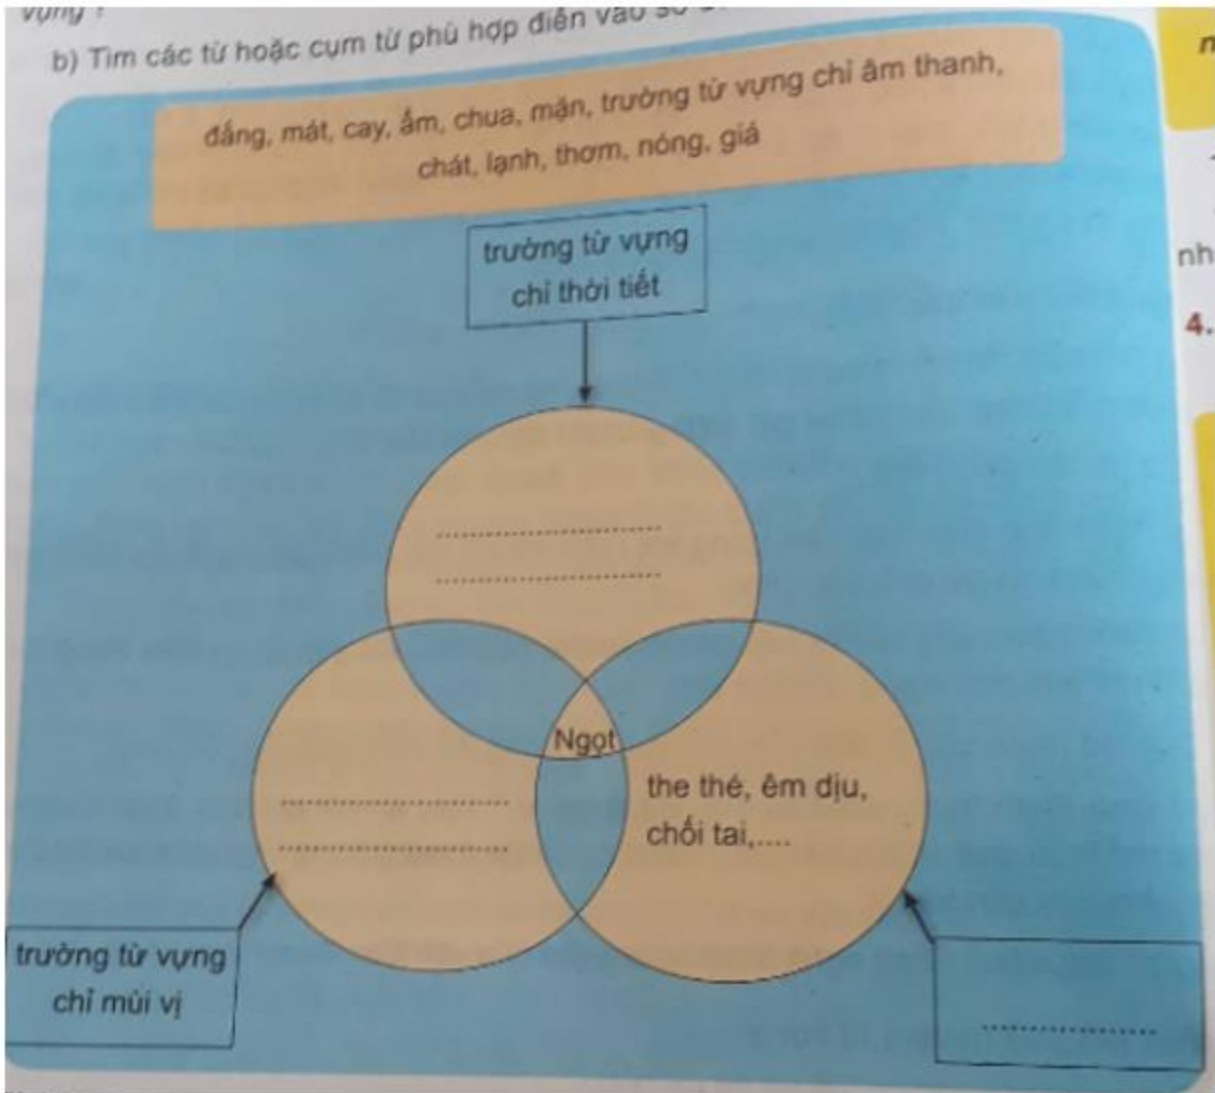 b) Tìm các từ hoặc cụm từ phù hợp điền vào sơ
đắng, mát, cay, ẩm, chua, mặn, trường từ vựng chỉ âm thanh,
chát, lạnh, thơm, nóng, giá
trường từ vựng
chỉ thời tiết
....................................
....................................
Ngọt
the thé, êm dịu,
chối tai,....
....................................
....................................
trường từ vựng
chỉ mùi vị
...........................
nh
4.